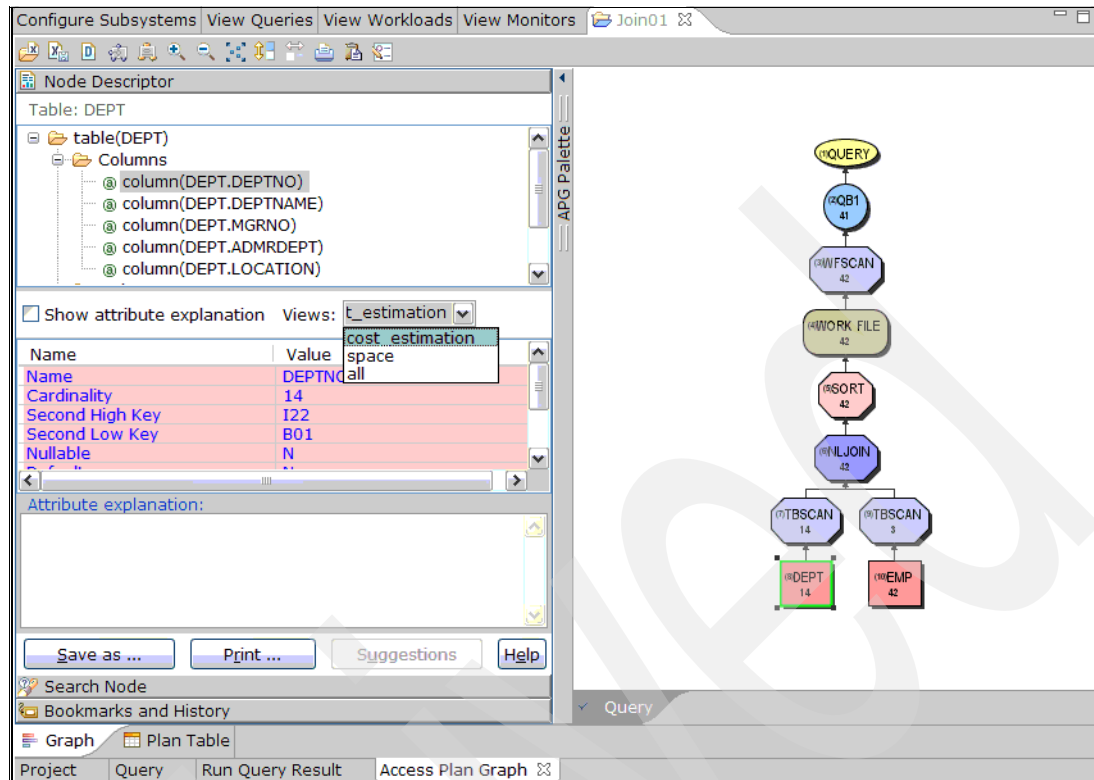 Configure Subsystems View Queries View Workloads View Monitors Join01
Node Descriptor
Table: DEPT
table(DEPT)
Columns
column(DEPT.DEPTNO)
column(DEPT.DEPTNAME)
column(DEPT.MGRNO)
column(DEPT.ADMRDEPT)
column(DEPT.LOCATION)
Show attribute explanation Views: t_estimation
cost_estimation
space
all
Name Value
Name DEPTNO
Cardinality 14
Second High Key I22
Second Low Key B01
Nullable N
Attribute explanation:
Save as ... Print ... Suggestions Help
Search Node
Bookmarks and History
Graph Plan Table
Project Query Run Query Result Access Plan Graph
APG Palette
(1)QUERY
(2)QB1
41
(3)WFSCAN
42
(4)WORK FILE
42
(5)SORT
42
(6)NLJOIN
42
(7)TBSCAN
14
(9)TBSCAN
3
(8)DEPT
14
(10)EMP
42
Query